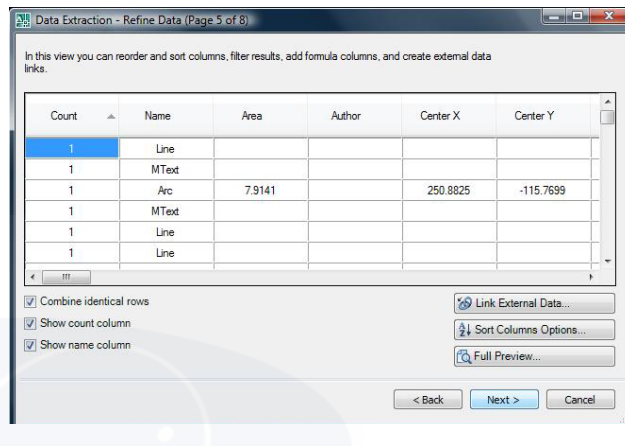 Data Extraction - Refine Data (Page 5 of 8)
In this view you can reorder and sort columns, filter results, add formula columns, and create external data
links.
Count Name Area Author Center X Center Y
1 Line
1 MText
1 Arc 7.9141 250.8825 -115.7699
1 MText
1 Line
1 Line
Combine identical rows
Show count column
Show name column
Link External Data...
Sort Columns Options...
Full Preview...
< Back Next > Cancel